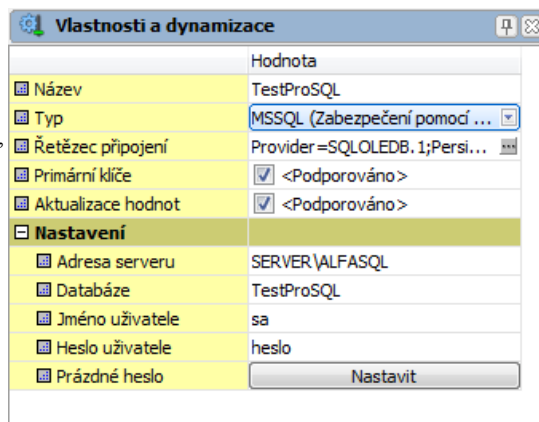 Vlastnosti a dynamizace
Hodnota
Název TestProSQL
Typ MSSQL (Zabezpečení pomocí ...
Řetězec připojení Provider=SQLOLEDB.1;Persi... ...
Primární klíče <Podporováno>
Aktualizace hodnot <Podporováno>
Nastavení
Adresa serveru SERVER\ALFASQL
Databáze TestProSQL
Jméno uživatele sa
Heslo uživatele heslo
Prázdné heslo Nastavit